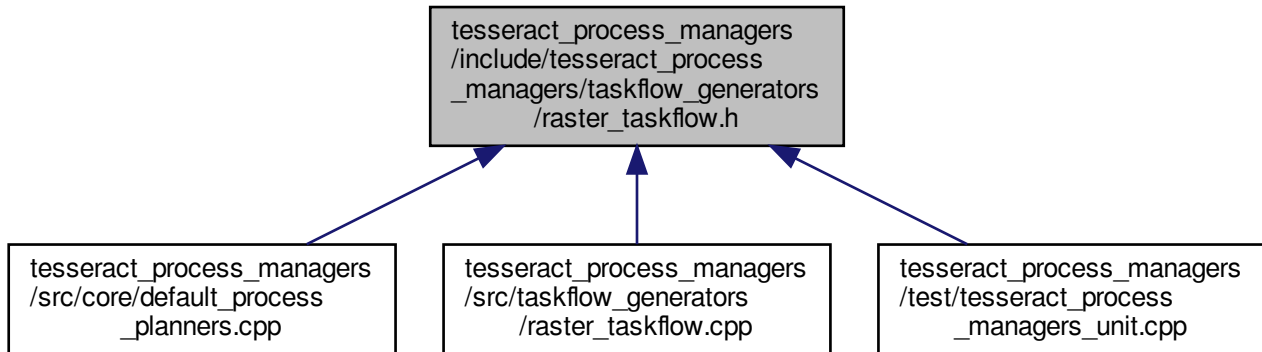 tesseract_process_managers
/include/tesseract_process
_managers/taskflow_generators
/raster_taskflow.h
tesseract_process_managers
/src/core/default_process
_planners.cpp
tesseract_process_managers
/src/taskflow_generators
/raster_taskflow.cpp
tesseract_process_managers
/test/tesseract_process
_managers_unit.cpp